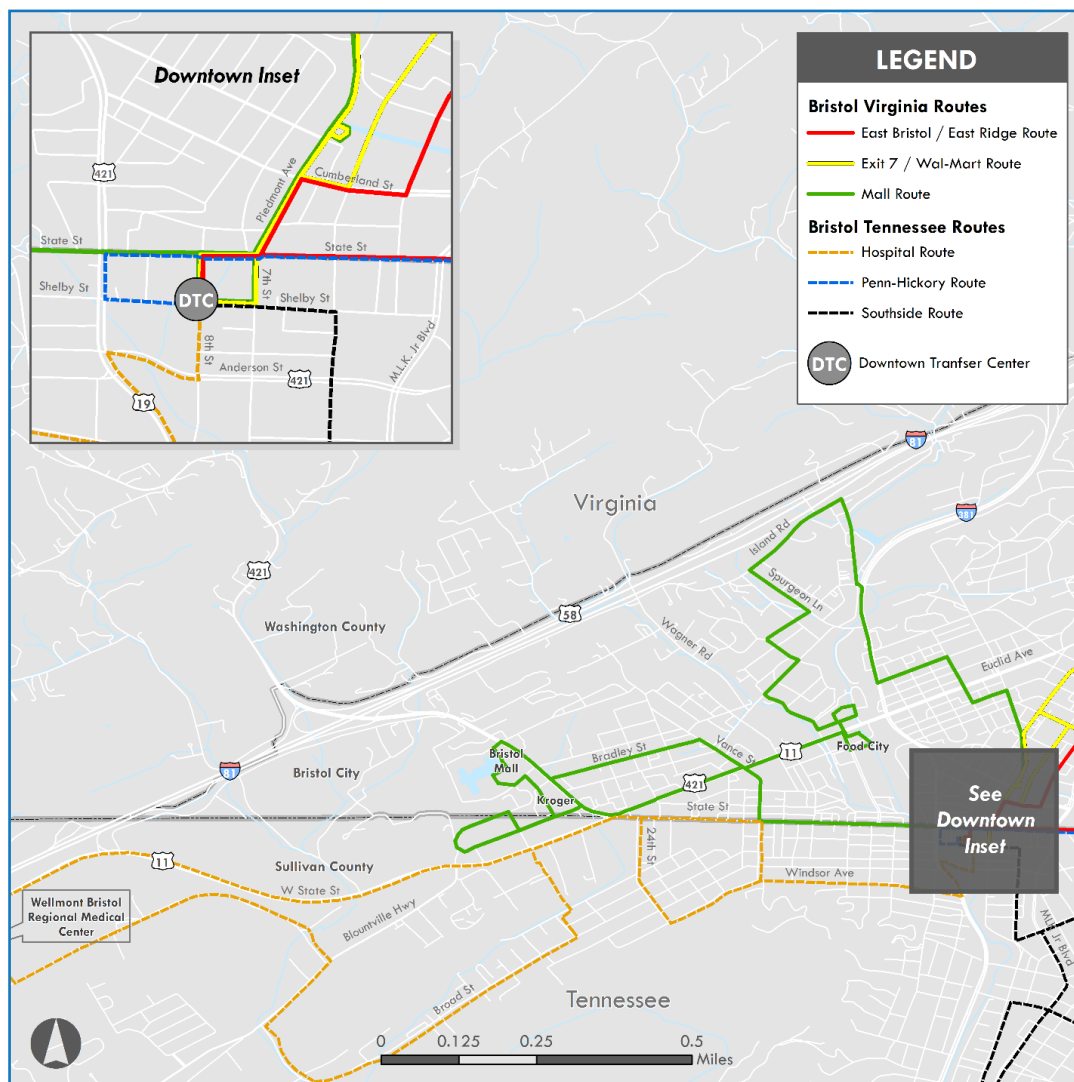 Downtown Inset
421
Piedmont Ave
Cumberland St
State St
State St
7th St
Shelby St
Shelby St
DTC
8th St
Anderson St
421
M.L.K. Jr Blvd
19
LEGEND
Bristol Virginia Routes
East Bristol / East Ridge Route
Exit 7 / Wal-Mart Route
Mall Route
Bristol Tennessee Routes
Hospital Route
Penn-Hickory Route
Southside Route
DTC
Downtown Tranfser Center
81
381
Virginia
Island Rd
Spurgeon Ln
421
58
Washington County
Wagner Rd
Euclid Ave
Bristol
Mall
Bradley St
Vance St
11
Food City
81
Bristol City
Kroger
421
State St
See
Downtown
Inset
24th St
11
Sullivan County
W State St
Windsor Ave
Wellmont Bristol
Regional Medical
Center
Blountville Hwy
MLK Jr Blvd
Broad St
Tennessee
0
0.125
0.25
0.5
Miles